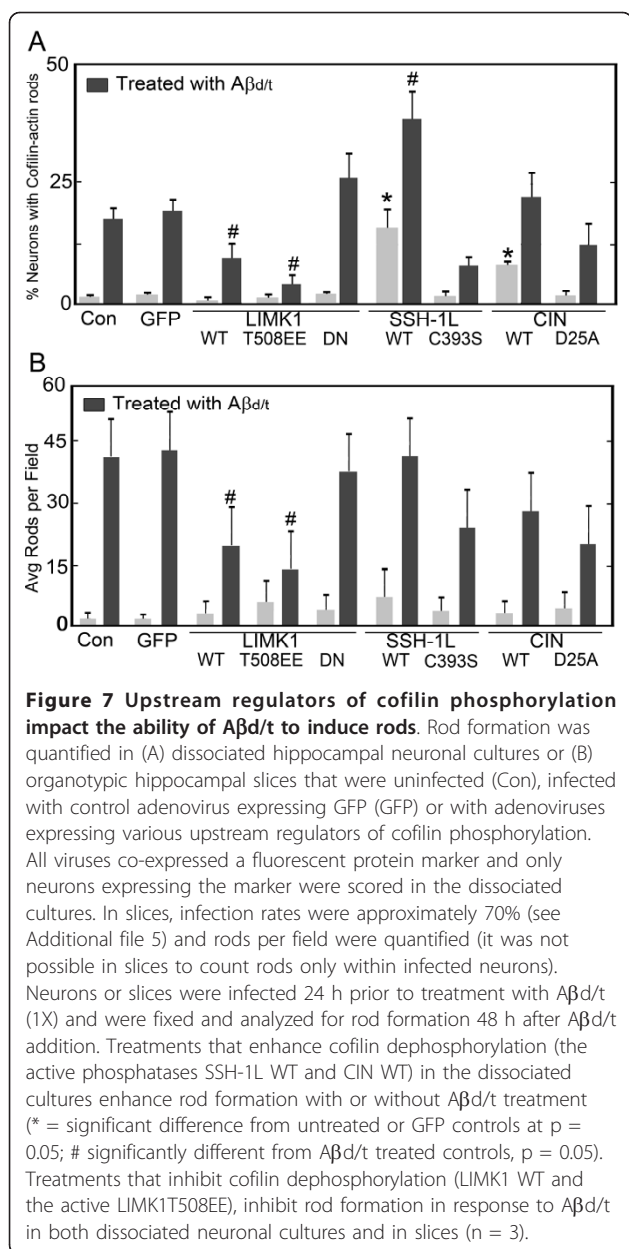 A
% Neurons with Cofilin-actin rods
50
25
0
Treated with Aβd/t
#
*
#
#
*
Con GFP LIMK1 SSH-1L CIN
WT T508EE DN WT C393S WT D25A
B
Avg Rods per Field
60
45
30
15
0
Treated with Aβd/t
#
#
Con GFP LIMK1 SSH-1L CIN
WT T508EE DN WT C393S WT D25A
Figure 7 Upstream regulators of cofilin phosphorylation
impact the ability of Aβd/t to induce rods. Rod formation was
quantified in (A) dissociated hippocampal neuronal cultures or (B)
organotypic hippocampal slices that were uninfected (Con), infected
with control adenovirus expressing GFP (GFP) or with adenoviruses
expressing various upstream regulators of cofilin phosphorylation.
All viruses co-expressed a fluorescent protein marker and only
neurons expressing the marker were scored in the dissociated
cultures. In slices, infection rates were approximately 70% (see
Additional file 5) and rods per field were quantified (it was not
possible in slices to count rods only within infected neurons).
Neurons or slices were infected 24 h prior to treatment with Aβd/t
(1X) and were fixed and analyzed for rod formation 48 h after Aβd/t
addition. Treatments that enhance cofilin dephosphorylation (the
active phosphatases SSH-1L WT and CIN WT) in the dissociated
cultures enhance rod formation with or without Aβd/t treatment
(* = significant difference from untreated or GFP controls at p =
0.05; # significantly different from Aβd/t treated controls, p = 0.05).
Treatments that inhibit cofilin dephosphorylation (LIMK1 WT and
the active LIMK1T508EE), inhibit rod formation in response to Aβd/t
in both dissociated neuronal cultures and in slices (n = 3).